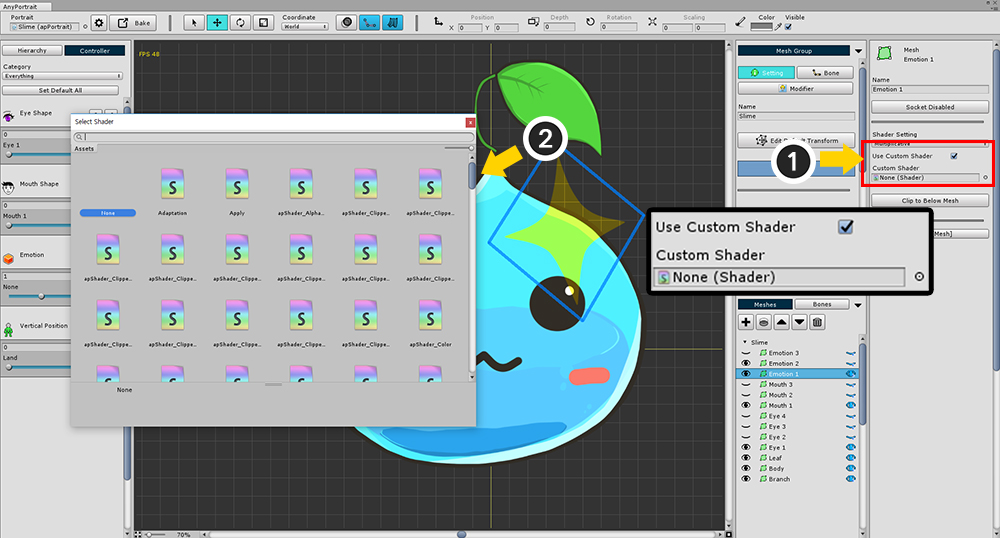 AnyPortrait
Portrait
Slime (apPortrait)
Bake
Coordinate
World
Position
X
0
Y
0
Depth
0
Rotation
0
Scaling
0
0
Color
Visible
Hierarchy
Controller
Category
Everything
Set Default All
Eye Shape
0
Eye 1
Mouth Shape
0
Mouth 1
Emotion
1
None
Vertical Position
0
Land
FPS 48
Select Shader
Assets
None
Adaptation
Apply
apShader_Alpha...
apShader_Clippe...
apShader_Clippe...
apShader_Clippe...
apShader_Clippe...
apShader_Clippe...
apShader_Clippe...
apShader_Clippe...
apShader_Clippe...
apShader_Clippe...
apShader_Clippe...
apShader_Clippe...
apShader_Clippe...
apShader_Clippe...
apShader_Color
None
2
1
Mesh Group
Setting
Bone
Modifier
Name
Slime
Edit Default Transform
Mesh
Emotion 1
Name
Emotion 1
Socket Disabled
Shader Setting
Multiplicative
Use Custom Shader
Custom Shader
None (Shader)
Clip to Below Mesh
Mesh]
Use Custom Shader
Custom Shader
None (Shader)
Meshes
Bones
Slime
Emotion 3
Emotion 2
Emotion 1
Mouth 3
Mouth 2
Mouth 1
Eye 4
Eye 3
Eye 2
Eye 1
Leaf
Body
Branch
70%